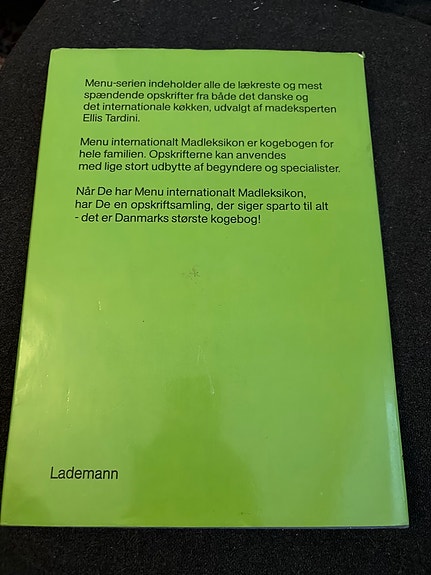 Menu-serien indeholder alle de lækreste og mest
spændende opskrifter fra både det danske og
det internationale køkken, udvalgt af madeksperten
Ellis Tardini.
Menu internationalt Madleksikon er kogebogen for
hele familien. Opskrifterne kan anvendes
med lige stort udbytte af begyndere og specialister.
Når De har Menu internationalt Madleksikon,
har De en opskriftsamling, der siger sparto til alt
- det er Danmarks største kogebog!
Lademann